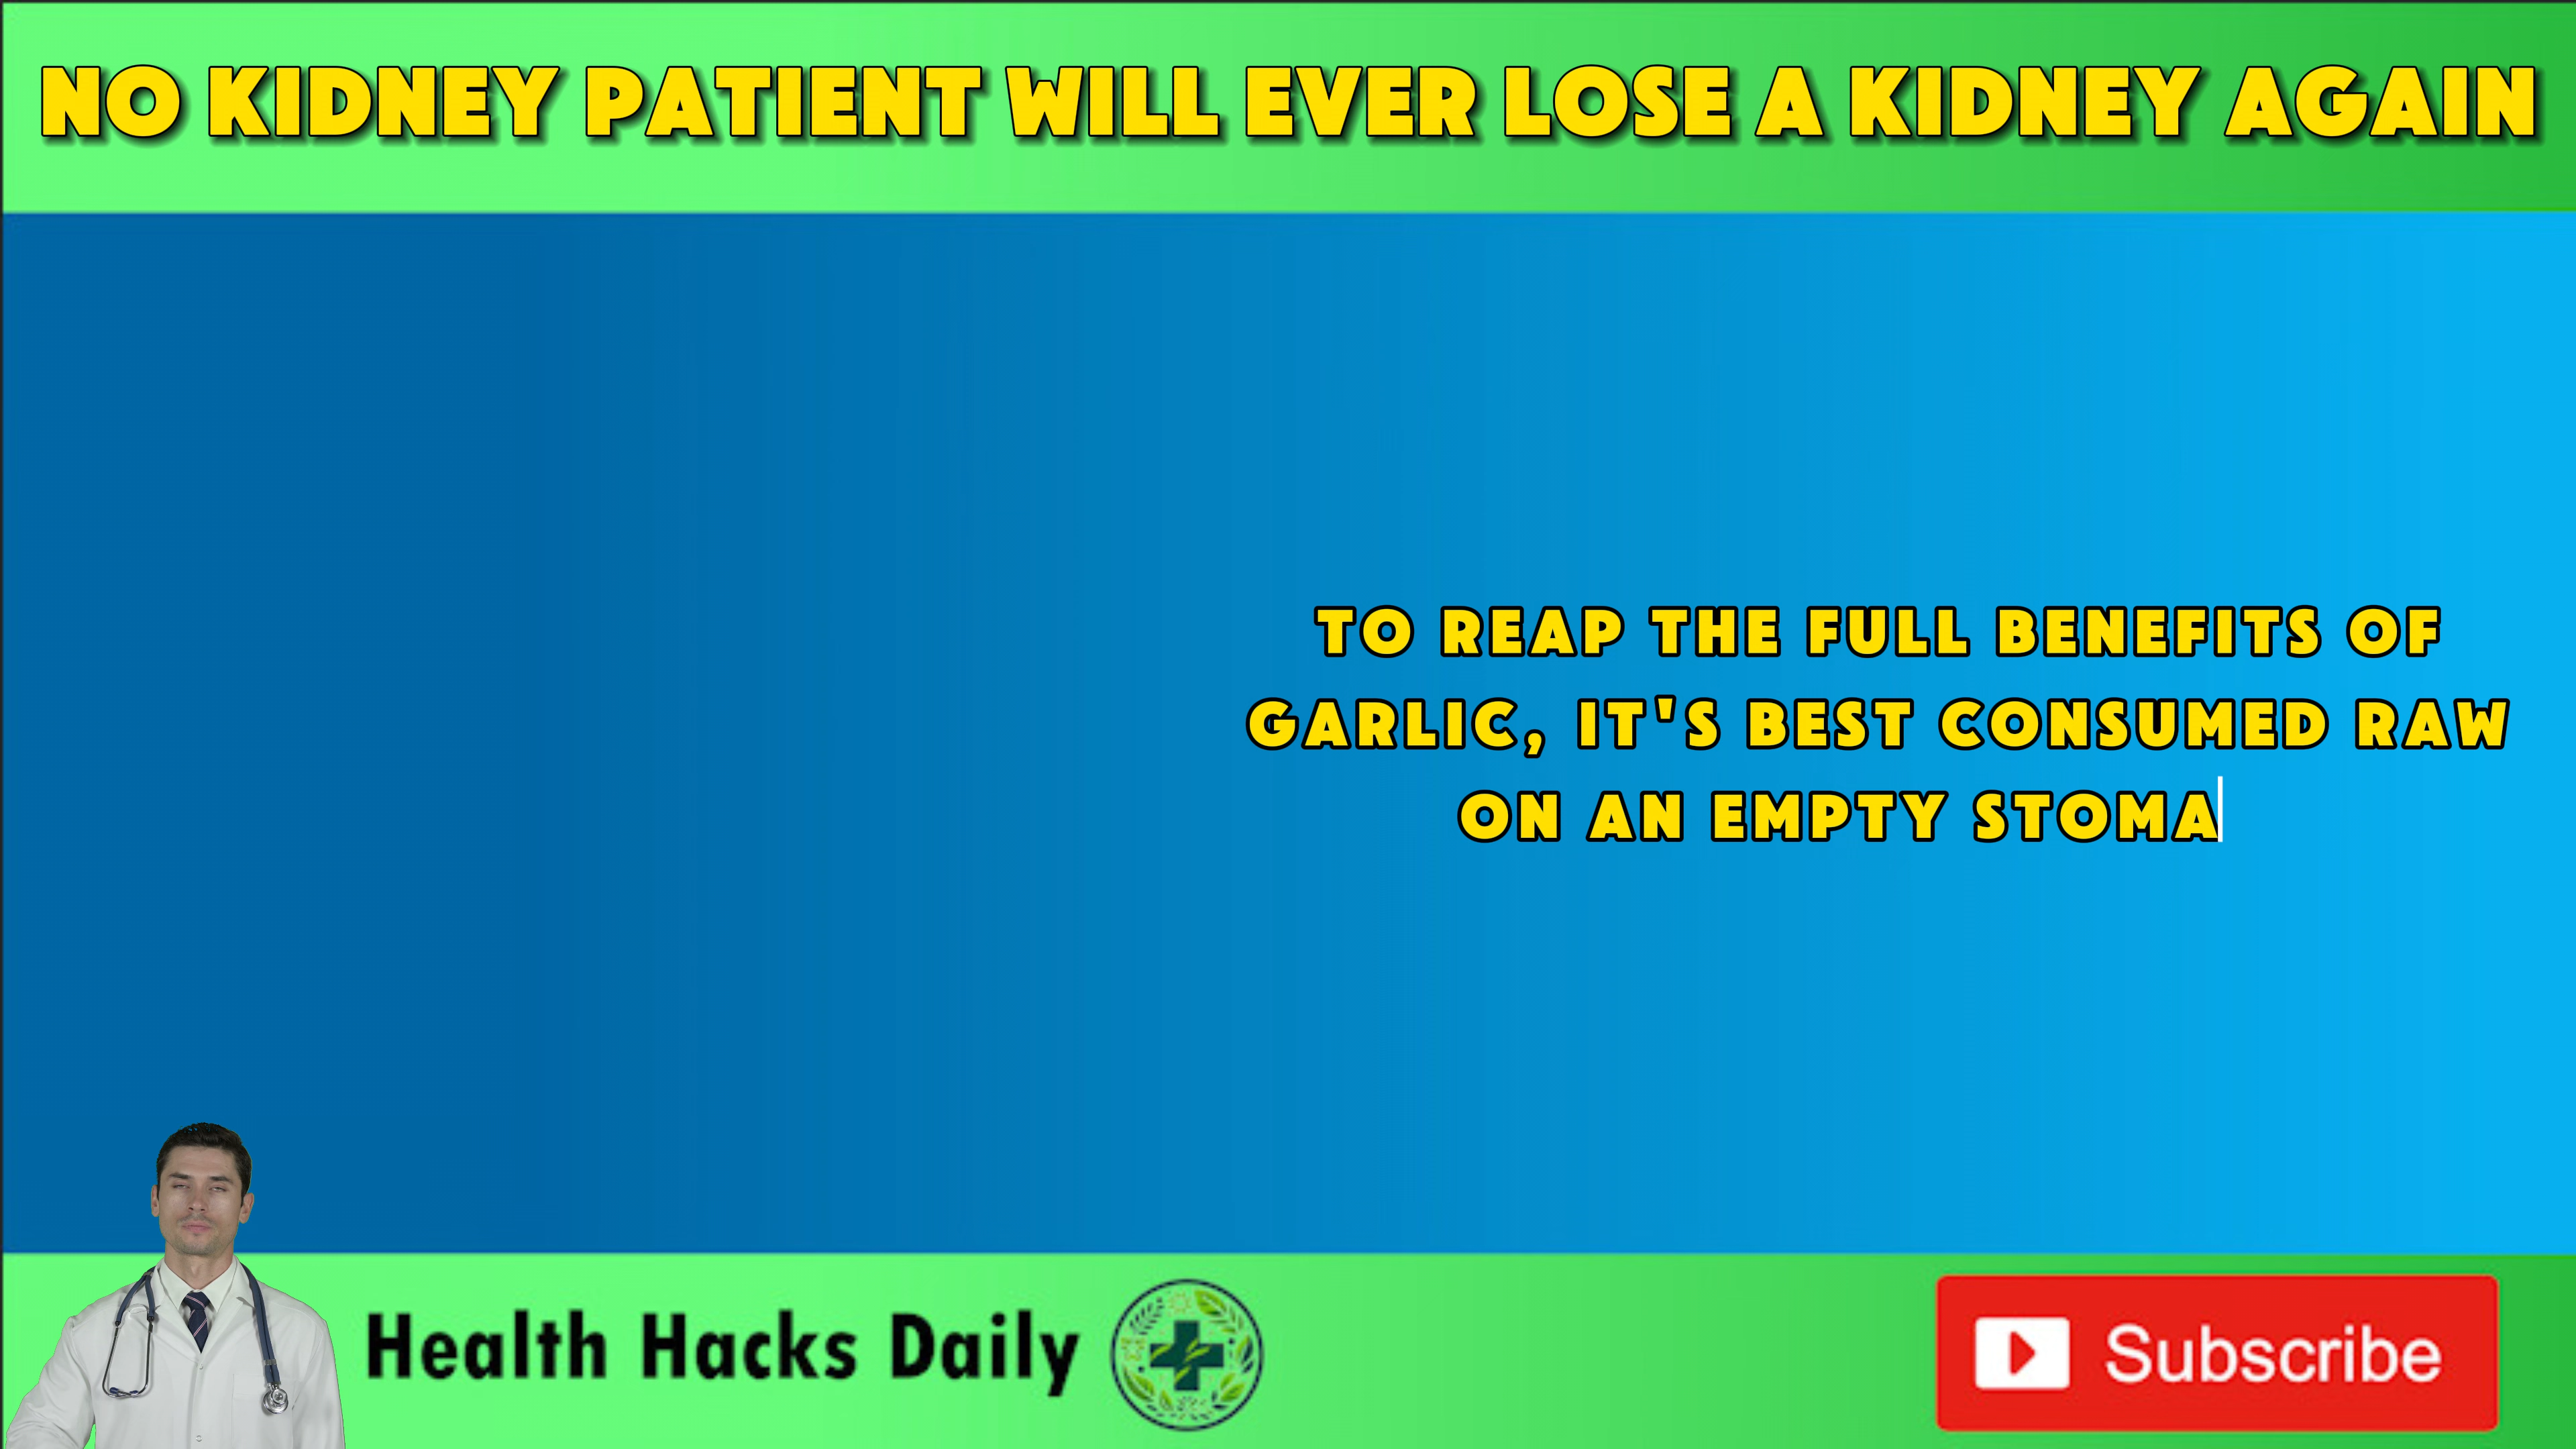 NO KIDNEY PATIENT WILL EVER LOSE A KIDNEY AGAIN
TO REAP THE FULL BENEFITS OF
GARLIC, IT'S BEST CONSUMED RAW
ON AN EMPTY STOMA
Health Hacks Daily
Subscribe